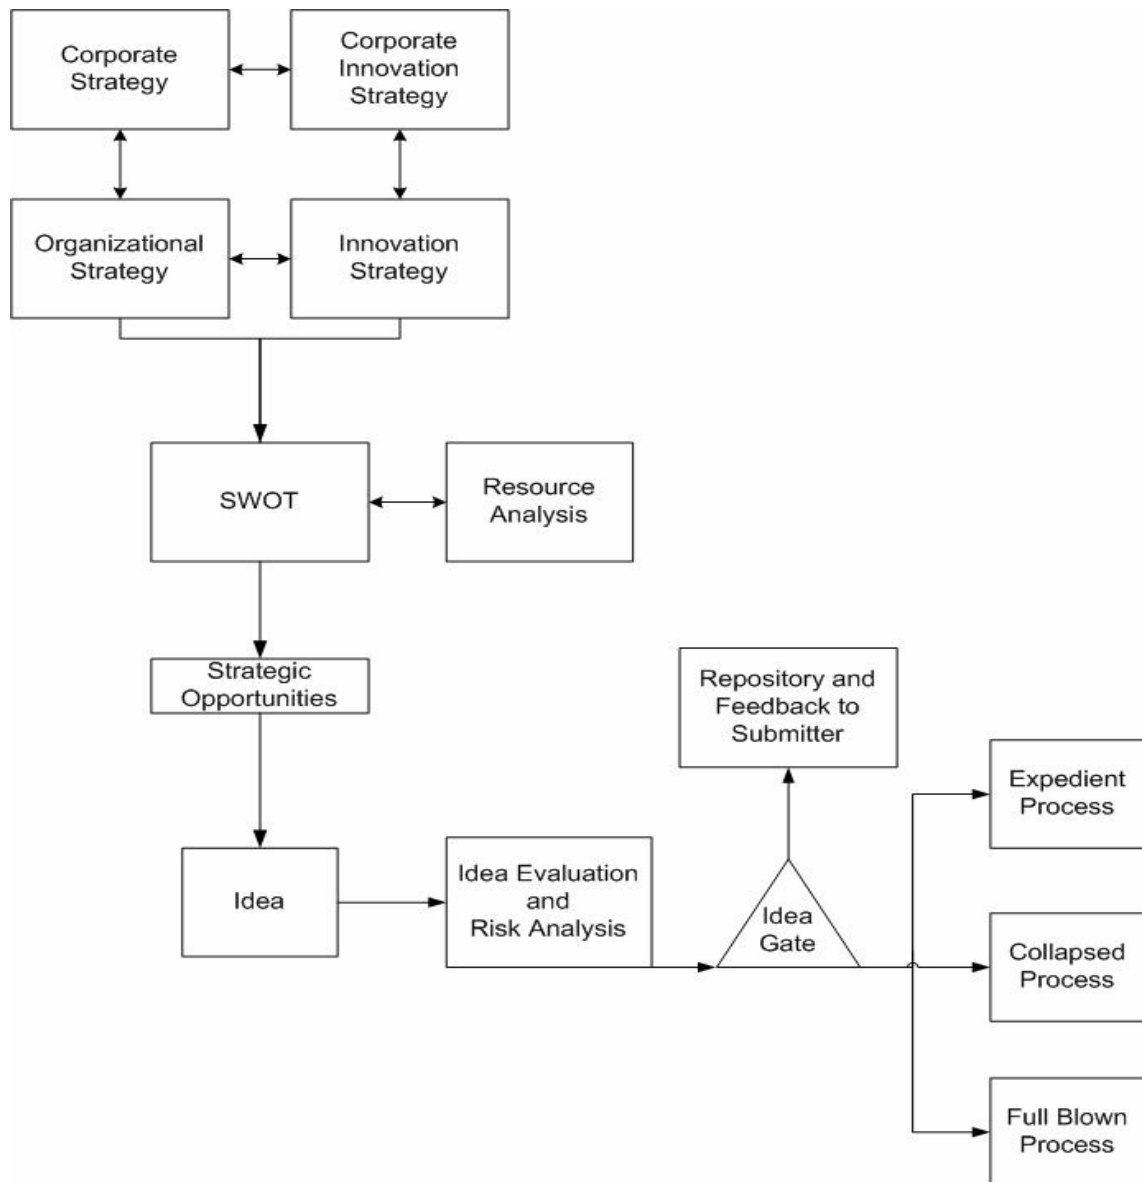 Corporate
Strategy
Corporate
Innovation
Strategy
Organizational
Strategy
Innovation
Strategy
SWOT
Resource
Analysis
Strategic
Opportunities
Repository and
Feedback to
Submitter
Expedient
Process
Idea
Idea Evaluation
and
Risk Analysis
Idea
Gate
Collapsed
Process
Full Blown
Process